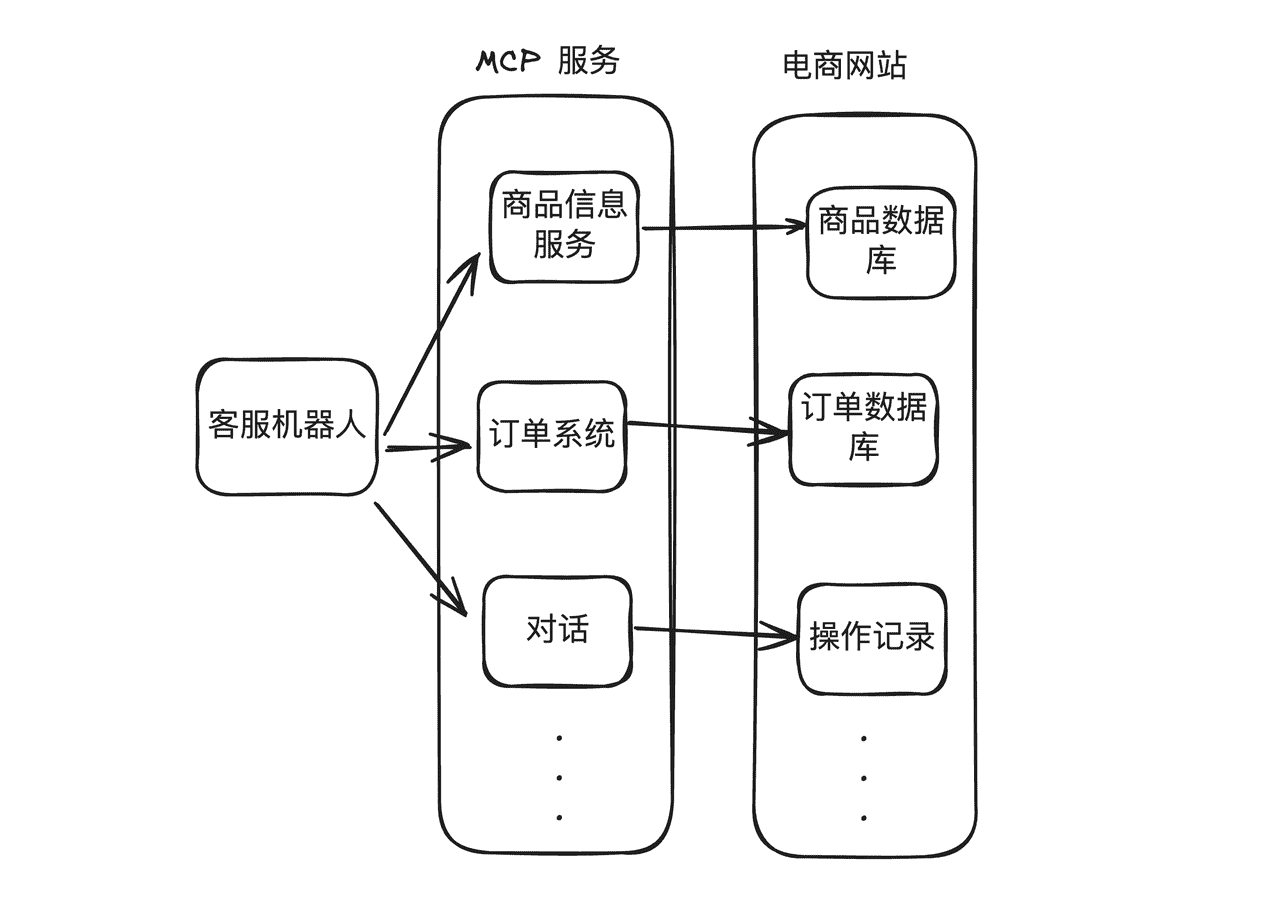 MCP 服务
电商网站
商品信息
服务
商品数据
库
客服机器人
订单系统
订单数据
库
对话
操作记录